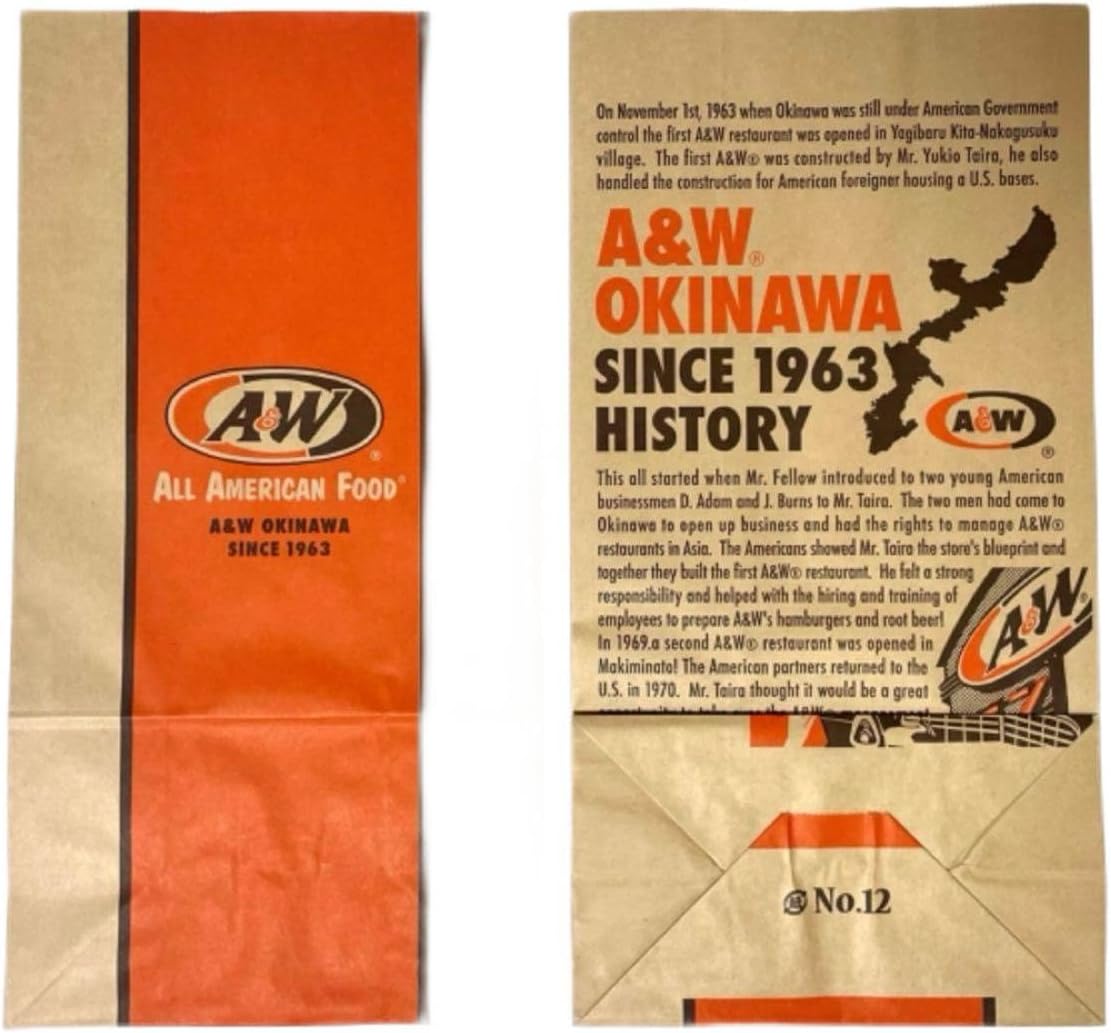 A&W®
ALL AMERICAN FOOD®
A&W OKINAWA
SINCE 1963
On November 1st, 1963 when Okinawa was still under American Government
control the first A&W restaurant was opened in Yagibaru Kita-Nakagusuku
village. The first A&W® was constructed by Mr. Yukio Taira, he also
handled the construction for American foreigner housing a U.S. bases.
A&W®
OKINAWA
SINCE 1963
HISTORY
A&W®
This all started when Mr. Fellow introduced to two young American
businessmen D. Adam and J. Burns to Mr. Taira. The two men had come to
Okinawa to open up business and had the rights to manage A&W®
restaurants in Asia. The Americans showed Mr. Taira the store's blueprint and
together they built the first A&W® restaurant. He felt a strong
responsibility and helped with the hiring and training of
employees to prepare A&W's hamburgers and root beer!
In 1969.a second A&W® restaurant was opened in
Makiminato! The American partners returned to the
U.S. in 1970. Mr. Taira thought it would be a great
opportunity to take over the A&W® management
A&W®
No.12